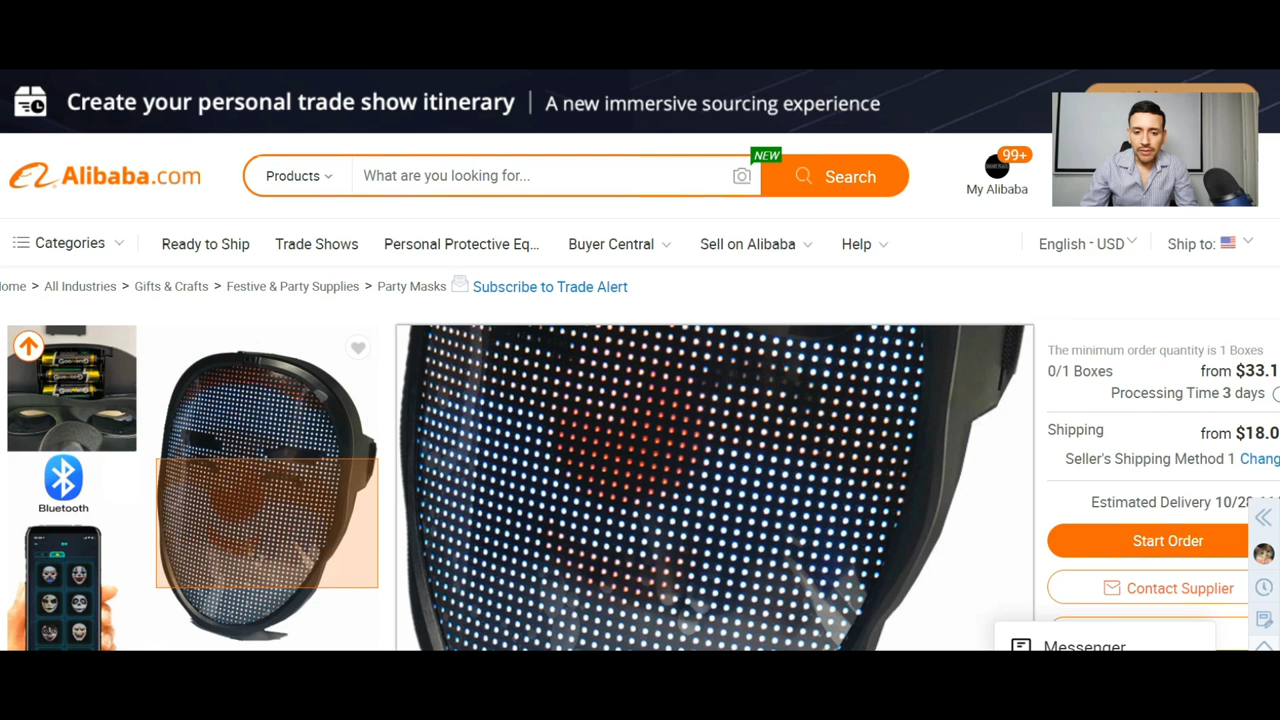 Create your personal trade show itinerary | A new immersive sourcing experience
Alibaba.com
Products
What are you looking for...
NEW
Search
99+
My Alibaba
Categories
Ready to Ship
Trade Shows
Personal Protective Eq...
Buyer Central
Sell on Alibaba
Help
English - USD
Ship to:
ome > All Industries > Gifts & Crafts > Festive & Party Supplies > Party Masks
Subscribe to Trade Alert
Bluetouch
The minimum order quantity is 1 Boxes
0/1 Boxes from $33.1
Processing Time 3 days
Shipping from $18.0
Seller's Shipping Method 1 Chang
Estimated Delivery 10/28
Start Order
Contact Supplier
Messenger